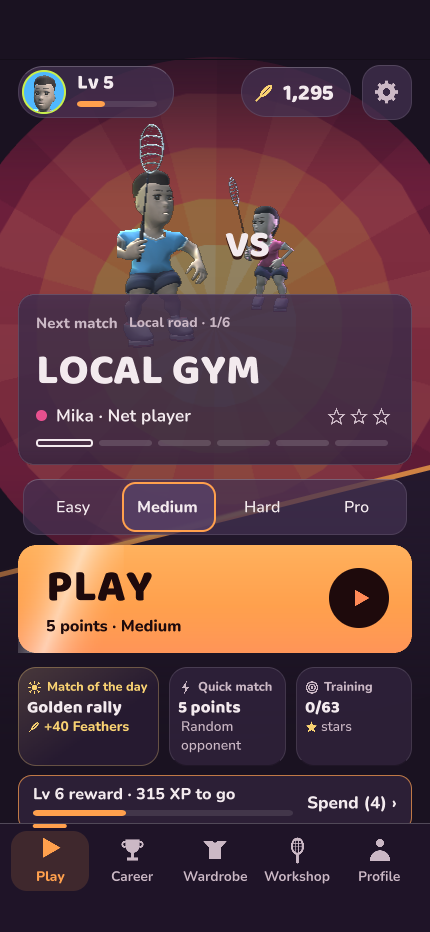 Lv 5
1,295
VS
Next match Local road · 1/6
LOCAL GYM
Mika · Net player
Easy Medium Hard Pro
PLAY
5 points · Medium
Match of the day
Golden rally
+40 Feathers
Quick match
5 points
Random
opponent
Training
0/63
stars
Lv 6 reward · 315 XP to go
Spend (4) ›
Play Career Wardrobe Workshop Profile